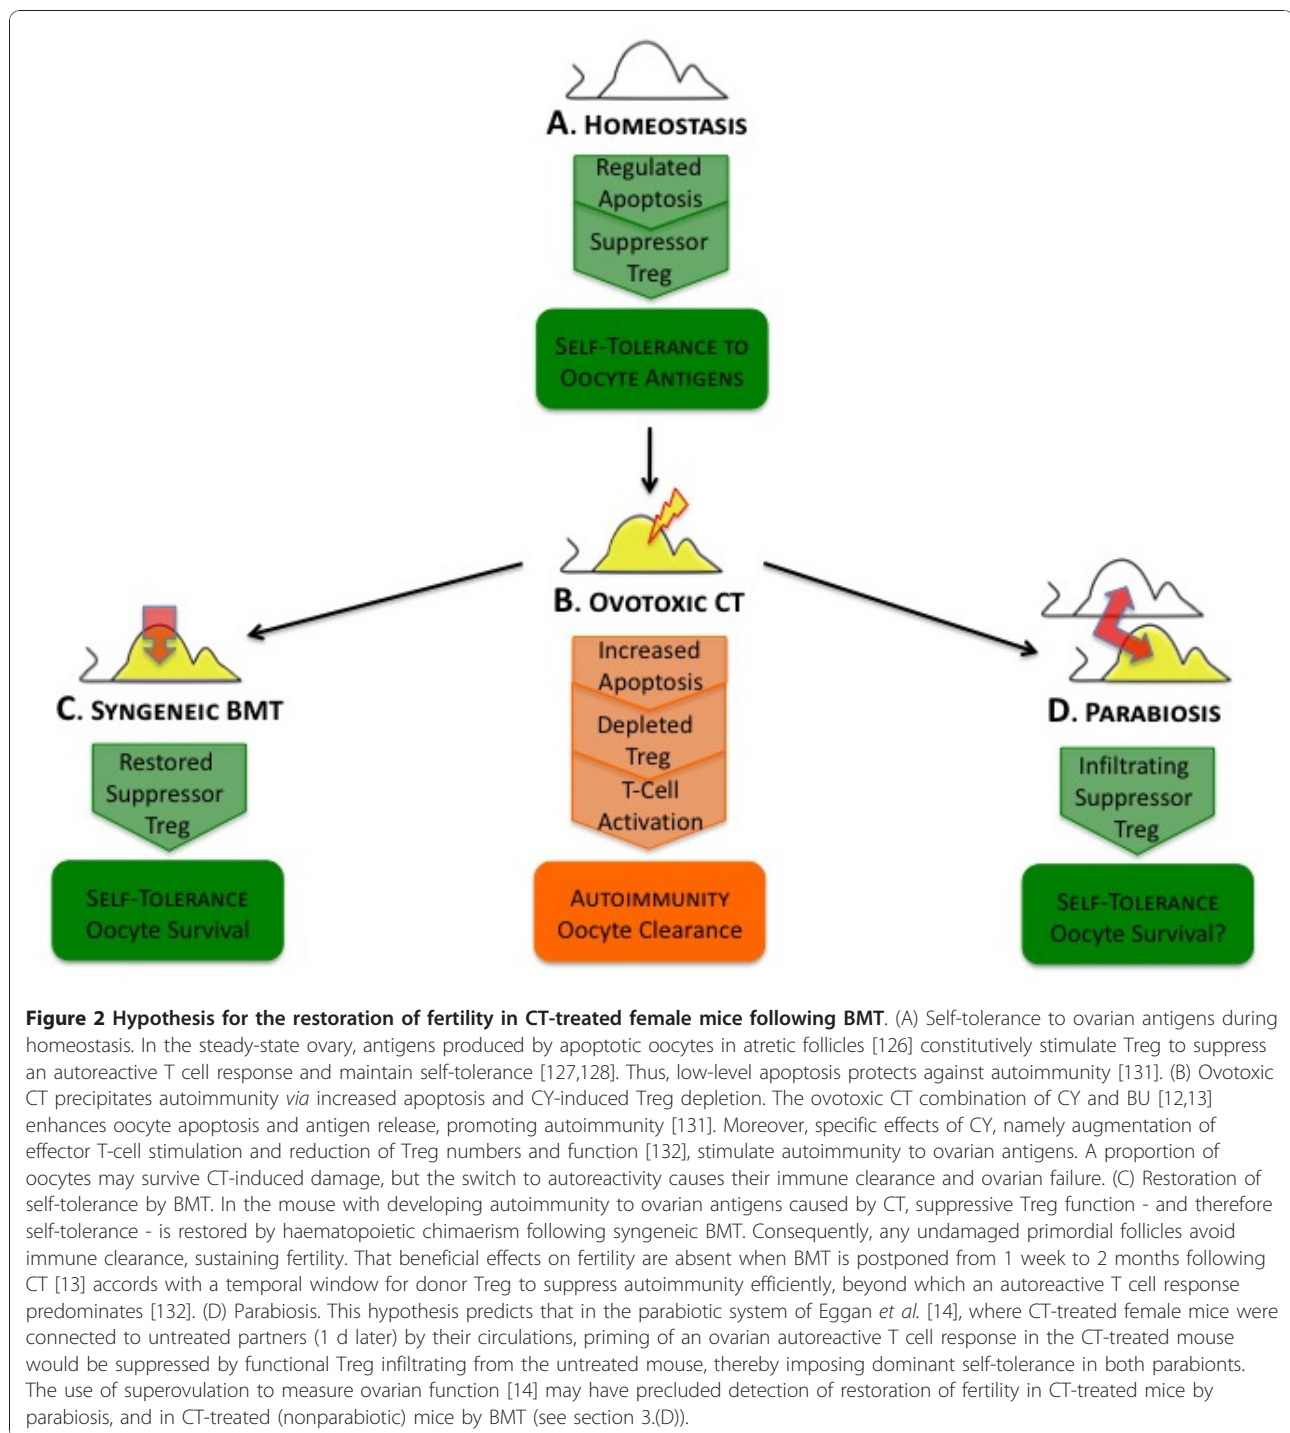 A. HOMEOSTASIS
Regulated
Apoptosis
Suppressor
Treg
SELF-TOLERANCE TO
OOCYTE ANTIGENS
B. OVOTOXIC CT
Increased
Apoptosis
Depleted
Treg
T-Cell
Activation
AUTOIMMUNITY
Oocyte Clearance
C. SYNGENEIC BMT
Restored
Suppressor
Treg
SELF-TOLERANCE
Oocyte Survival
D. PARABIOSIS
Infiltrating
Suppressor
Treg
SELF-TOLERANCE
Oocyte Survival?
Figure 2 Hypothesis for the restoration of fertility in CT-treated female mice following BMT. (A) Self-tolerance to ovarian antigens during
homeostasis. In the steady-state ovary, antigens produced by apoptotic oocytes in atretic follicles [126] constitutively stimulate Treg to suppress
an autoreactive T cell response and maintain self-tolerance [127,128]. Thus, low-level apoptosis protects against autoimmunity [131]. (B) Ovotoxic
CT precipitates autoimmunity via increased apoptosis and CY-induced Treg depletion. The ovotoxic CT combination of CY and BU [12,13]
enhances oocyte apoptosis and antigen release, promoting autoimmunity [131]. Moreover, specific effects of CY, namely augmentation of
effector T-cell stimulation and reduction of Treg numbers and function [132], stimulate autoimmunity to ovarian antigens. A proportion of
oocytes may survive CT-induced damage, but the switch to autoreactivity causes their immune clearance and ovarian failure. (C) Restoration of
self-tolerance by BMT. In the mouse with developing autoimmunity to ovarian antigens caused by CT, suppressive Treg function - and therefore
self-tolerance - is restored by haematopoietic chimaerism following syngeneic BMT. Consequently, any undamaged primordial follicles avoid
immune clearance, sustaining fertility. That beneficial effects on fertility are absent when BMT is postponed from 1 week to 2 months following
CT [13] accords with a temporal window for donor Treg to suppress autoimmunity efficiently, beyond which an autoreactive T cell response
predominates [132]. (D) Parabiosis. This hypothesis predicts that in the parabiotic system of Eggan et al. [14], where CT-treated female mice were
connected to untreated partners (1 d later) by their circulations, priming of an ovarian autoreactive T cell response in the CT-treated mouse
would be suppressed by functional Treg infiltrating from the untreated mouse, thereby imposing dominant self-tolerance in both parabionts.
The use of superovulation to measure ovarian function [14] may have precluded detection of restoration of fertility in CT-treated mice by
parabiosis, and in CT-treated (nonparabiotic) mice by BMT (see section 3.(D)).